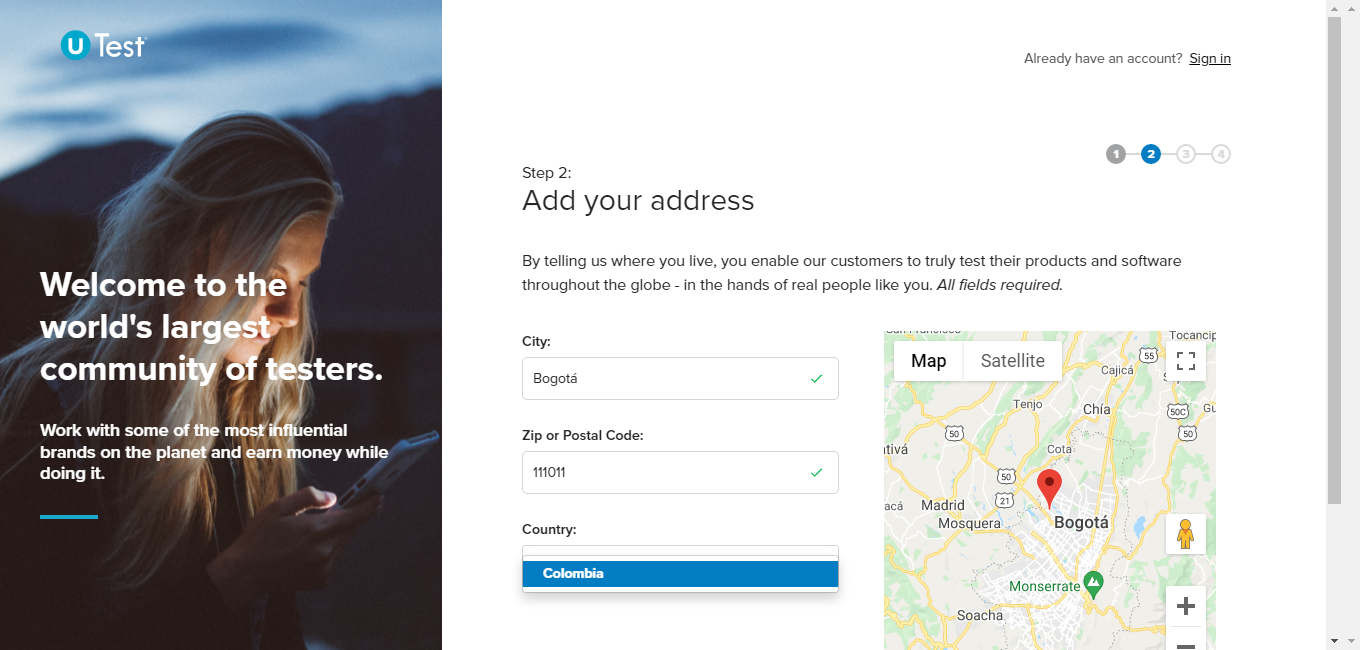 U Test
Already have an account? Sign in
1 2 3 4
Step 2:
Add your address
By telling us where you live, you enable our customers to truly test their products and software
throughout the globe - in the hands of real people like you. All fields required.
Welcome to the
world's largest
community of testers.
Work with some of the most influential
brands on the planet and earn money while
doing it.
City:
Bogotá
Zip or Postal Code:
111011
Country:
Colombia
San Francisco
Tocancip
Map
Satellite
55
Cajicá
Tenjo
Chía
50C
Gu
50
50
ativá
Cota
50
21
acá
Madrid
Mosquera
Bogotá
Monserrate
Soacha